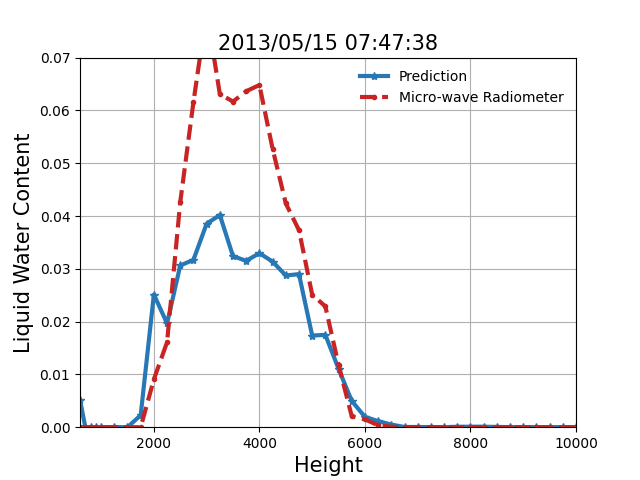 2013/05/15 07:47:38
0.07
0.06
0.05
0.04
0.03
0.02
0.01
0.00
Liquid Water Content
Prediction
Micro-wave Radiometer
2000 4000 6000 8000 10000
Height